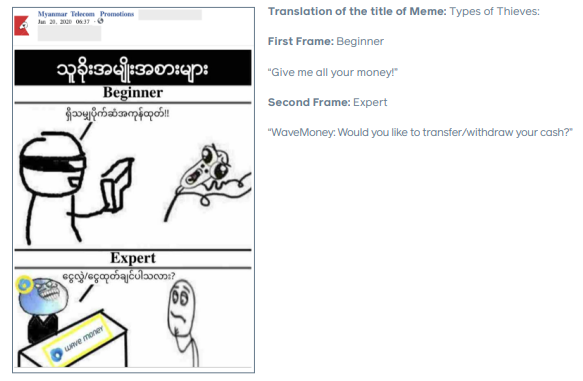 Myanmar Telecom Promotions
Jan 20, 2020 06:37
သူခိုးအမျိုးအစားများ
Beginner
ရှိသမျှပိုက်ဆံအကုန်ထုတ်!!
Expert
ငွေလွှဲ/ငွေထုတ်ချင်ပါသလား?
wave money
Translation of the title of Meme: Types of Thieves:
First Frame: Beginner
“Give me all your money!”
Second Frame: Expert
“WaveMoney: Would you like to transfer/withdraw your cash?”